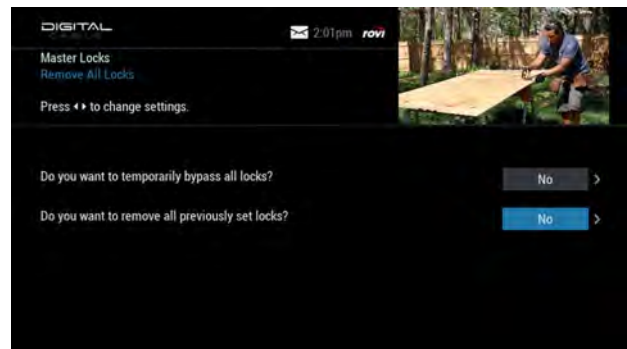 DIGITAL
2:01pm rovi
Master Locks
Remove All Locks
Press to change settings.
Do you want to temporarily bypass all locks?
No
Do you want to remove all previously set locks?
No